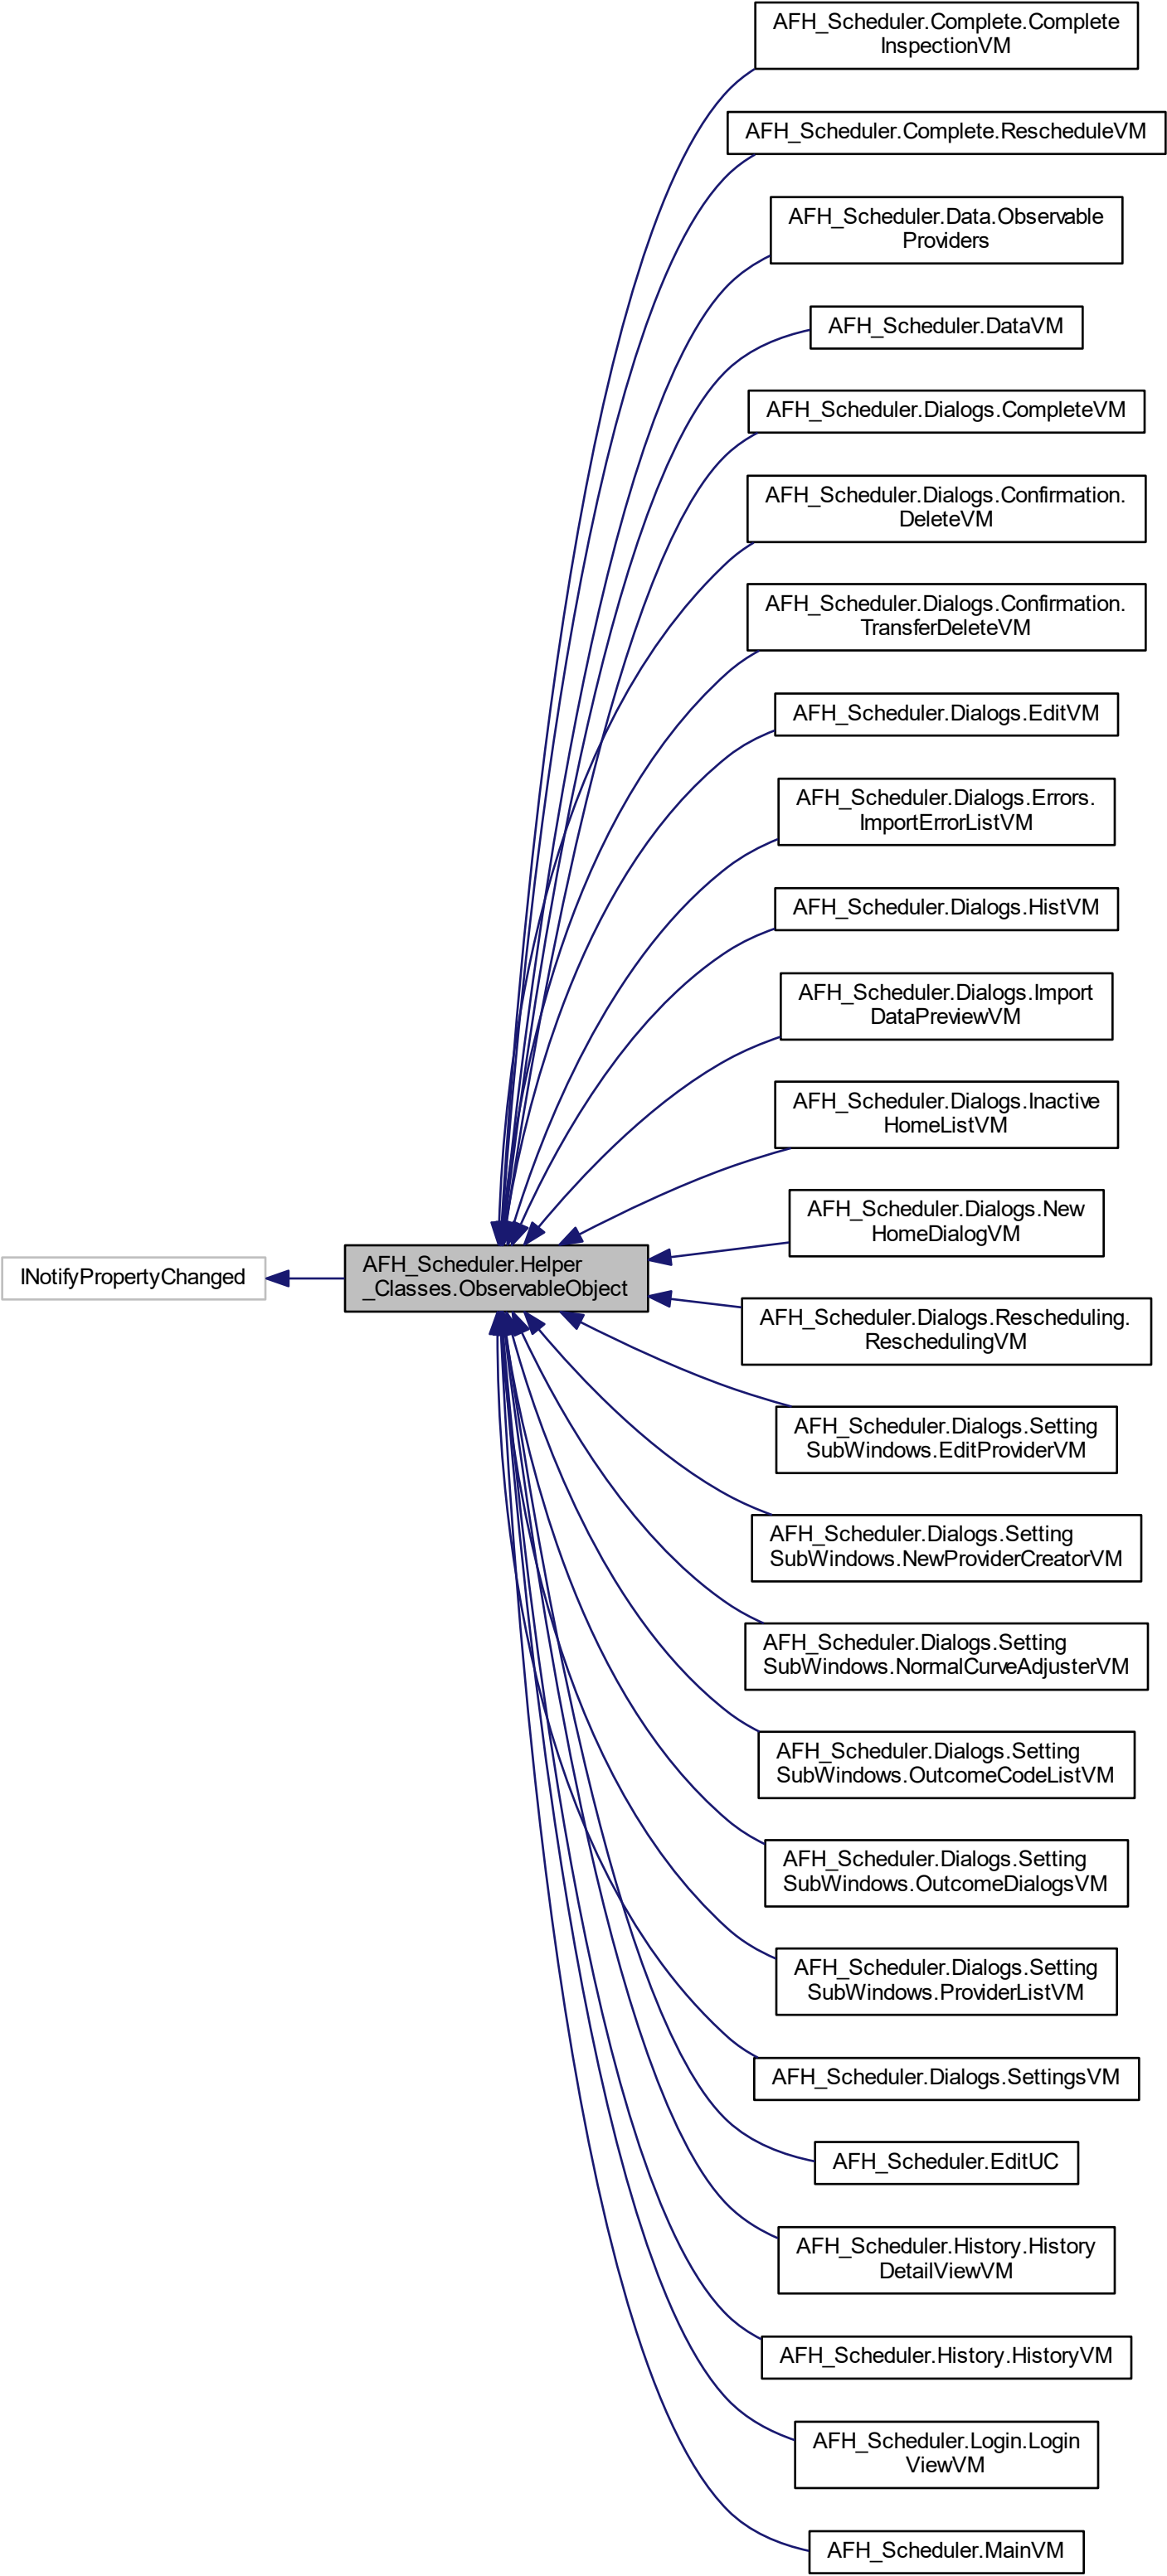 AFH_Scheduler.Complete.Complete
InspectionVM
AFH_Scheduler.Complete.RescheduleVM
AFH_Scheduler.Data.Observable
Providers
AFH_Scheduler.DataVM
AFH_Scheduler.Dialogs.CompleteVM
AFH_Scheduler.Dialogs.Confirmation.
DeleteVM
AFH_Scheduler.Dialogs.Confirmation.
TransferDeleteVM
AFH_Scheduler.Dialogs.EditVM
AFH_Scheduler.Dialogs.Errors.
ImportErrorListVM
AFH_Scheduler.Dialogs.HistVM
AFH_Scheduler.Dialogs.Import
DataPreviewVM
AFH_Scheduler.Dialogs.Inactive
HomeListVM
AFH_Scheduler.Dialogs.New
HomeDialogVM
INotifyPropertyChanged
AFH_Scheduler.Helper
_Classes.ObservableObject
AFH_Scheduler.Dialogs.Rescheduling.
ReschedulingVM
AFH_Scheduler.Dialogs.Setting
SubWindows.EditProviderVM
AFH_Scheduler.Dialogs.Setting
SubWindows.NewProviderCreatorVM
AFH_Scheduler.Dialogs.Setting
SubWindows.NormalCurveAdjusterVM
AFH_Scheduler.Dialogs.Setting
SubWindows.OutcomeCodeListVM
AFH_Scheduler.Dialogs.Setting
SubWindows.OutcomeDialogsVM
AFH_Scheduler.Dialogs.Setting
SubWindows.ProviderListVM
AFH_Scheduler.Dialogs.SettingsVM
AFH_Scheduler.EditUC
AFH_Scheduler.History.History
DetailViewVM
AFH_Scheduler.History.HistoryVM
AFH_Scheduler.Login.Login
ViewVM
AFH_Scheduler.MainVM